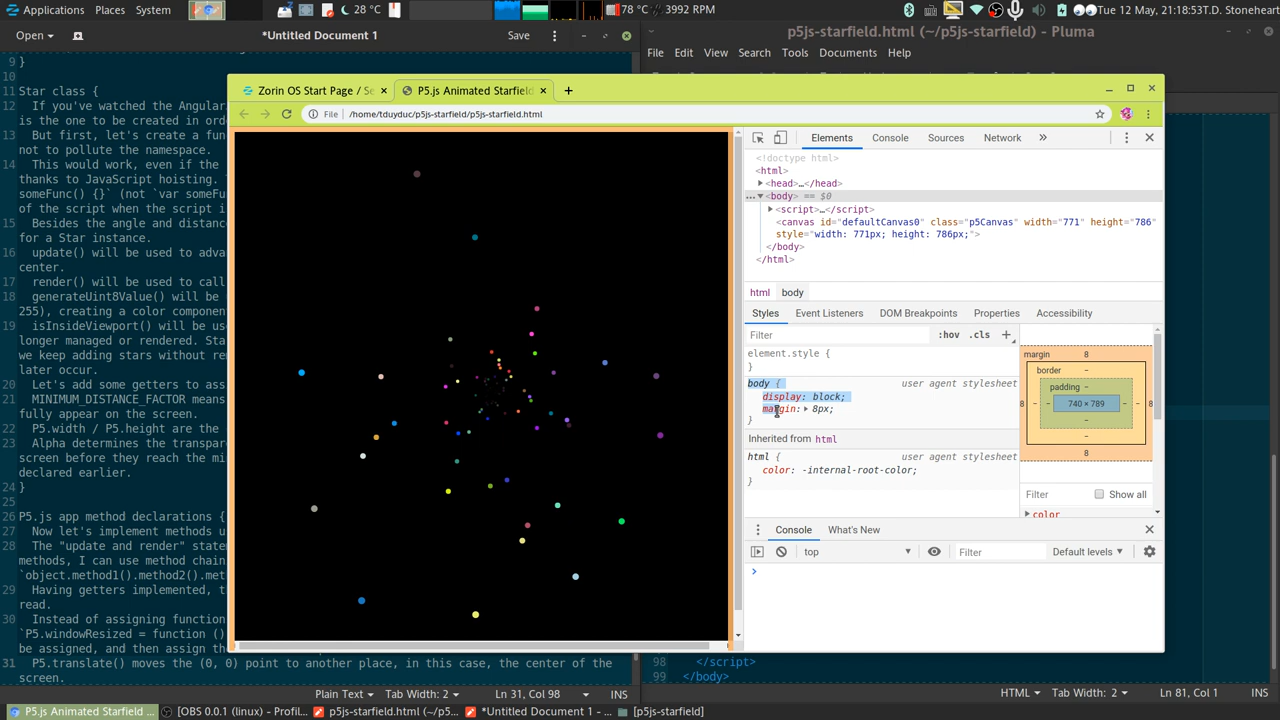 Applications Places System 28 °C 78 °C 3992 RPM Tue 12 May, 21:18:53 T.D. Stoneheart
Open *Untitled Document 1 Save
p5js-starfield.html (~/p5js-starfield) - Pluma
File Edit View Search Tools Documents Help
9 }
10
11 Star class {
12 If you've watched the Angular
is the one to be created in orde
13 But first, let's create a fun
not to pollute the namespace.
14 This would work, even if the
thanks to JavaScript hoisting.
someFunc() {}` (not `var someFu
of the script when the script i
15 Besides the angle and distanc
for a Star instance.
16 update() will be used to adva
center.
17 render() will be used to call
18 generateUint8Value() will be
255), creating a color component
19 isInsideViewport() will be use
longer managed or rendered. Sta
we keep adding stars without re
later occur.
20 Let's add some getters to ass
21 MINIMUM_DISTANCE_FACTOR means
fully appear on the screen.
22 P5.width / P5.height are the
23 Alpha determines the transpar
screen before they reach the mi
declared earlier.
24 }
25
26 P5.js app method declarations {
27 Now let's implement methods u
28 The "update and render" state
methods, I can use method chain
`object.method1().method2().met
29 Having getters implemented, t
read.
30 Instead of assigning function
`P5.windowResized = function ()
be assigned, and then assign th
31 P5.translate() moves the (0, 0) point to another place, in this case, the center of the
screen.
Plain Text Tab Width: 2 Ln 31, Col 98 INS
Zorin OS Start Page / Se × P5.js Animated Starfield × +
File /home/tduyduc/p5js-starfield/p5js-starfield.html
Elements Console Sources Network »
<!doctype html>
<html>
<head>…</head>
<body> == $0
<script>…</script>
<canvas id="defaultCanvas0" class="p5Canvas" width="771" height="786"
style="width: 771px; height: 786px;">
</body>
</html>
html body
Styles Event Listeners DOM Breakpoints Properties Accessibility
Filter :hov .cls +
element.style {
}
body { user agent stylesheet
display: block;
margin: 8px;
}
Inherited from html
html { user agent stylesheet
color: -internal-root-color;
}
margin 8
border -
padding -
8 - - 740 × 789 - - 8
-
-
8
Filter Show all
color
Console What's New
top Filter Default levels
98 </script>
99 </body>
HTML Tab Width: 2 Ln 81, Col 1 INS
P5.js Animated Starfield ... [OBS 0.0.1 (linux) - Profil... p5js-starfield.html (~/p5... *Untitled Document 1 - ... [p5js-starfield]